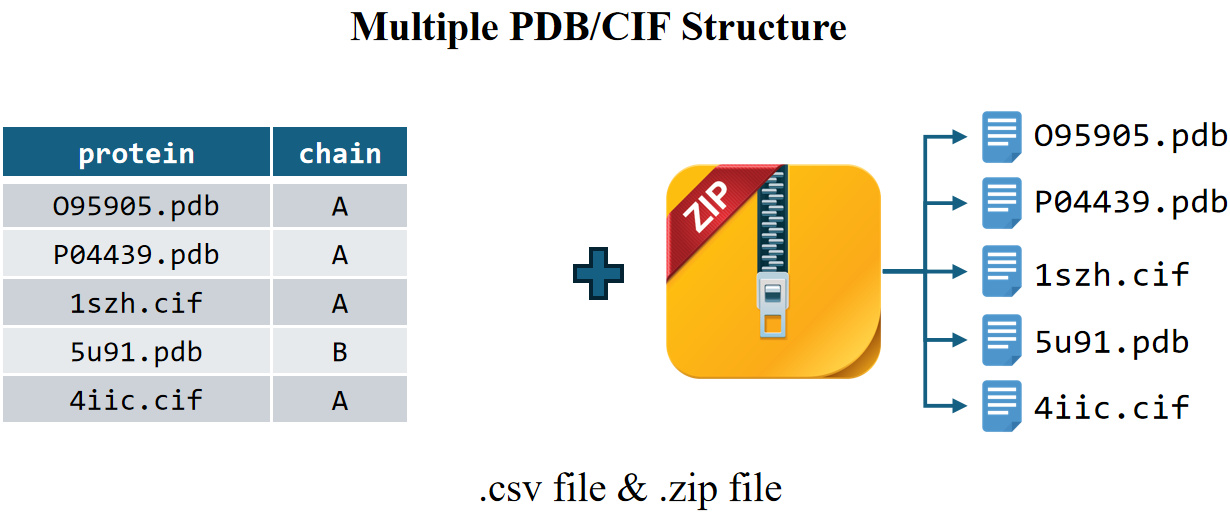 Multiple PDB/CIF Structure
protein chain
O95905.pdb A
P04439.pdb A
1szh.cif A
5u91.pdb B
4iic.cif A
ZIP
O95905.pdb
P04439.pdb
1szh.cif
5u91.pdb
4iic.cif
.csv file & .zip file